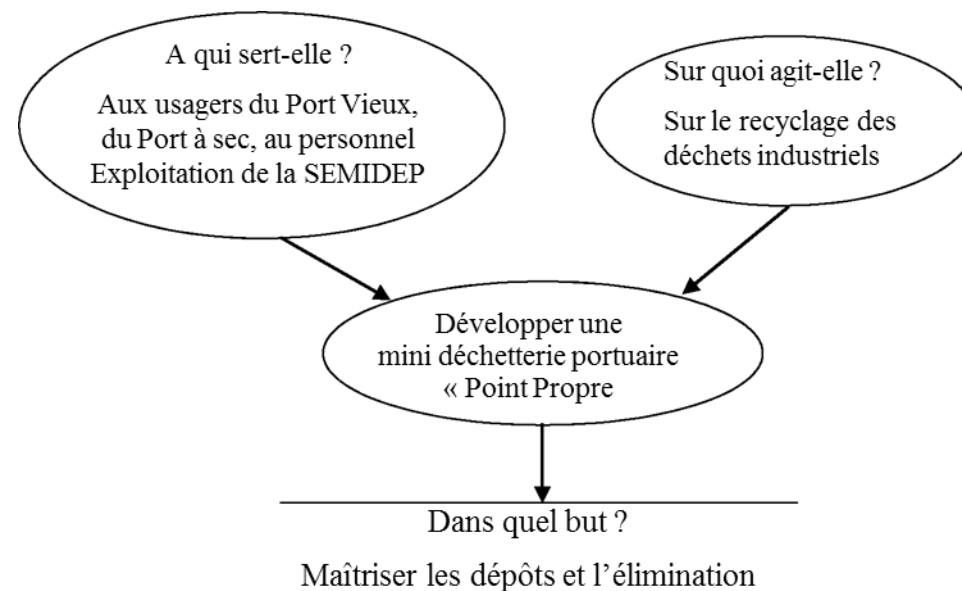 A qui sert-elle ?
Aux usagers du Port Vieux,
du Port à sec, au personnel
Exploitation de la SEMIDEP
Sur quoi agit-elle ?
Sur le recyclage des
déchets industriels
Développer une
mini déchetterie portuaire
« Point Propre
Dans quel but ?
Maîtriser les dépôts et l’élimination